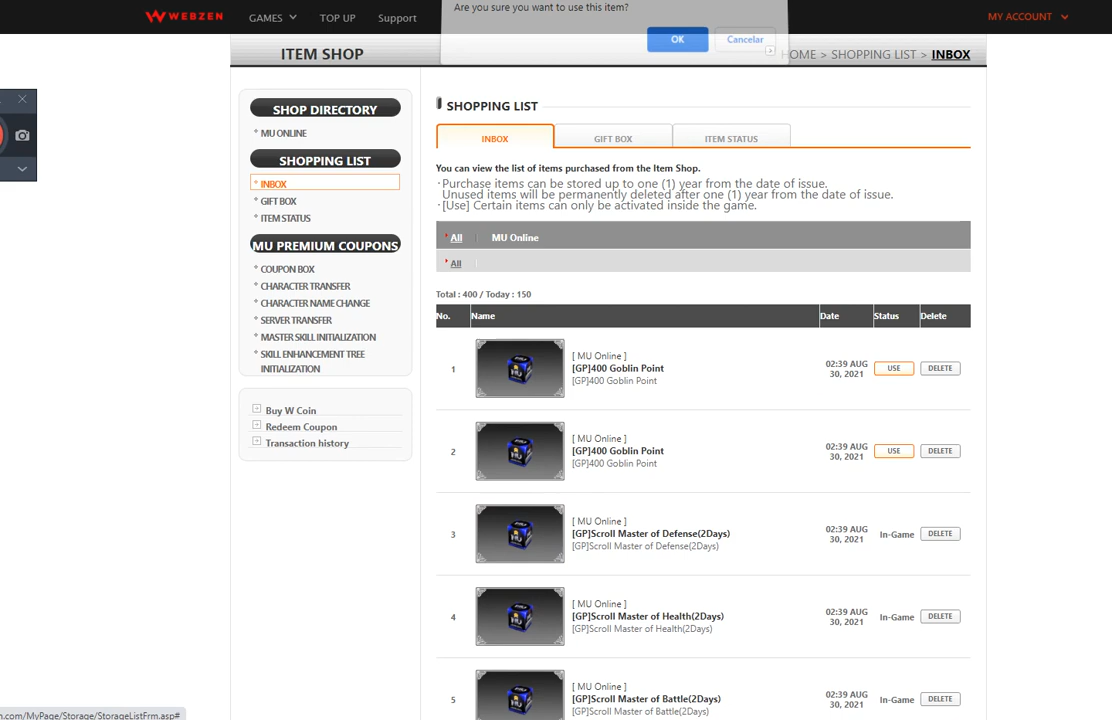 WEBZEN
GAMES
TOP UP
Support
MY ACCOUNT
Are you sure you want to use this item?
OK
Cancelar
ITEM SHOP
OME > SHOPPING LIST > INBOX
SHOP DIRECTORY
MU ONLINE
SHOPPING LIST
INBOX
GIFT BOX
ITEM STATUS
MU PREMIUM COUPONS
COUPON BOX
CHARACTER TRANSFER
CHARACTER NAME CHANGE
SERVER TRANSFER
MASTER SKILL INITIALIZATION
SKILL ENHANCEMENT TREE
INITIALIZATION
Buy W Coin
Redeem Coupon
Transaction history
SHOPPING LIST
INBOX
GIFT BOX
ITEM STATUS
You can view the list of items purchased from the Item Shop.
·Purchase items can be stored up to one (1) year from the date of issue.
Unused items will be permanently deleted after one (1) year from the date of issue.
·[Use] Certain items can only be activated inside the game.
All | MU Online
All |
Total : 400 / Today : 150
No. Name Date Status Delete
[ MU Online ]
1 [GP]400 Goblin Point 02:39 AUG 30, 2021 USE DELETE
[GP]400 Goblin Point
[ MU Online ]
2 [GP]400 Goblin Point 02:39 AUG 30, 2021 USE DELETE
[GP]400 Goblin Point
[ MU Online ]
3 [GP]Scroll Master of Defense(2Days) 02:39 AUG 30, 2021 In-Game DELETE
[GP]Scroll Master of Defense(2Days)
[ MU Online ]
4 [GP]Scroll Master of Health(2Days) 02:39 AUG 30, 2021 In-Game DELETE
[GP]Scroll Master of Health(2Days)
[ MU Online ]
5 [GP]Scroll Master of Battle(2Days) 02:39 AUG 30, 2021 In-Game DELETE
[GP]Scroll Master of Battle(2Days)
n.com/MyPage/Storage/StorageListFrm.asp#